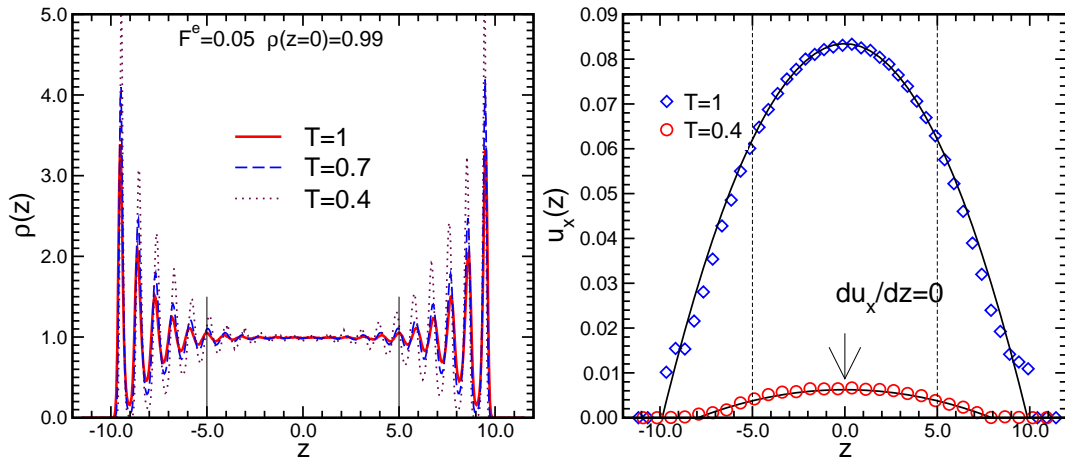 5.0
4.0
3.0
2.0
1.0
0.0
ρ(z)
F^e=0.05 ρ(z=0)=0.99
T=1
T=0.7
T=0.4
-10.0 -5.0 0.0 5.0 10.0
z
0.09
0.08
0.07
0.06
0.05
0.04
0.03
0.02
0.01
0.00
u_x(z)
T=1
T=0.4
du_x/dz=0
-10.0 -5.0 0.0 5.0 10.0
z